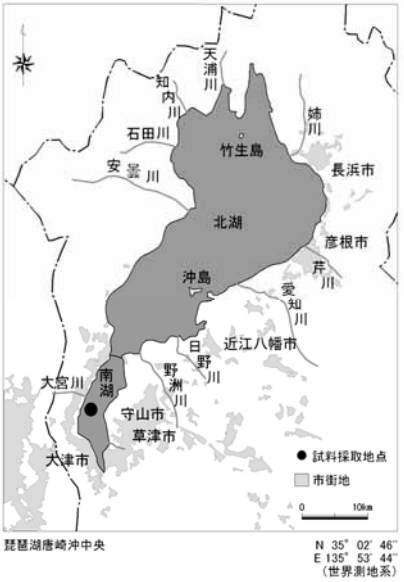 天浦川
知内川
石田川
姉川
安曇川
竹生島
長浜市
北湖
彦根市
芹川
沖島
愛知川
近江八幡市
日野川
野洲川
大宮川
南湖
守山市
草津市
大津市
試料採取地点
市街地
0 10km
琵琶湖唐崎沖中央
N 35° 02′ 46″
E 135° 53′ 44″
(世界測地系)